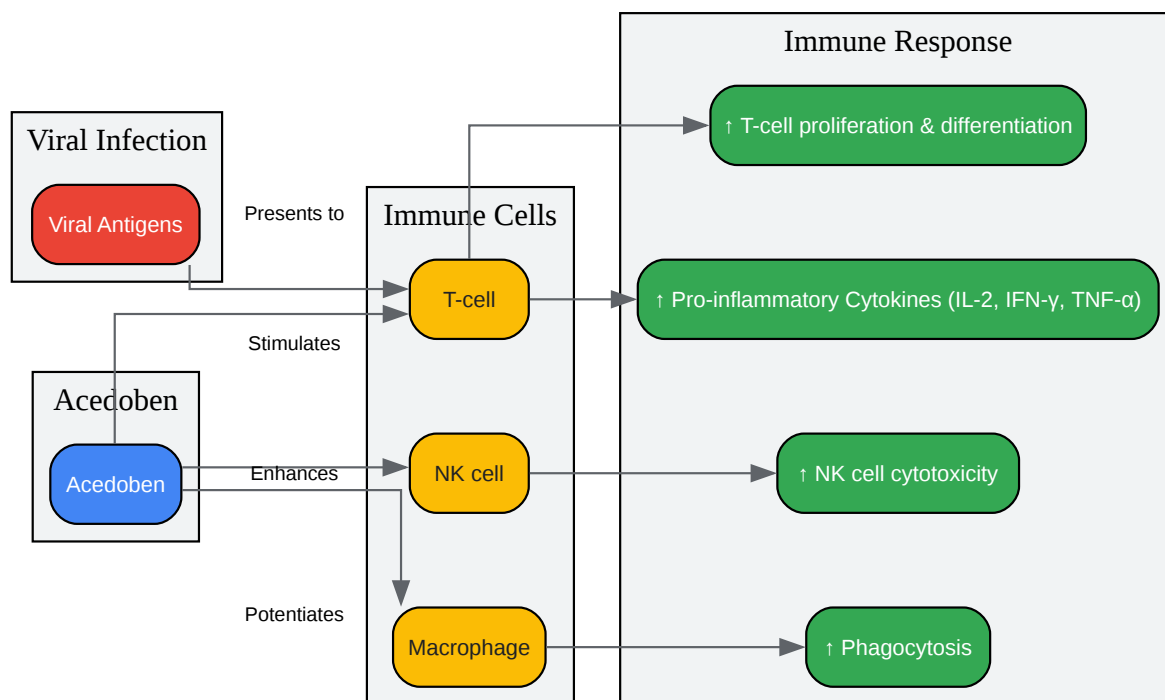 Immune Response
↑ T-cell proliferation & differentiation
Viral Infection
Viral Antigens
Presents to
Immune Cells
T-cell
↑ Pro-inflammatory Cytokines (IL-2, IFN-γ, TNF-α)
Stimulates
Acedoben
Acedoben
Enhances
NK cell
↑ NK cell cytotoxicity
Potentiates
Macrophage
↑ Phagocytosis